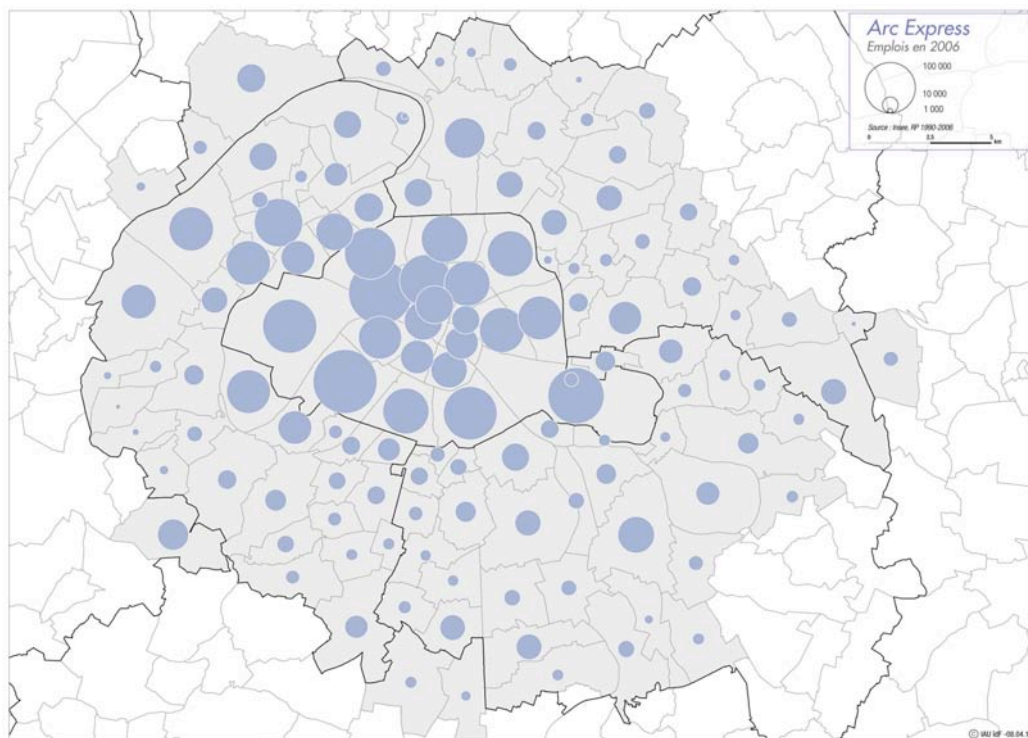 Arc Express
Emplois en 2006
100 000
10 000
1 000
Source : Insee, RP 1990-2006
0 2,5 5
km
© IAU îdF